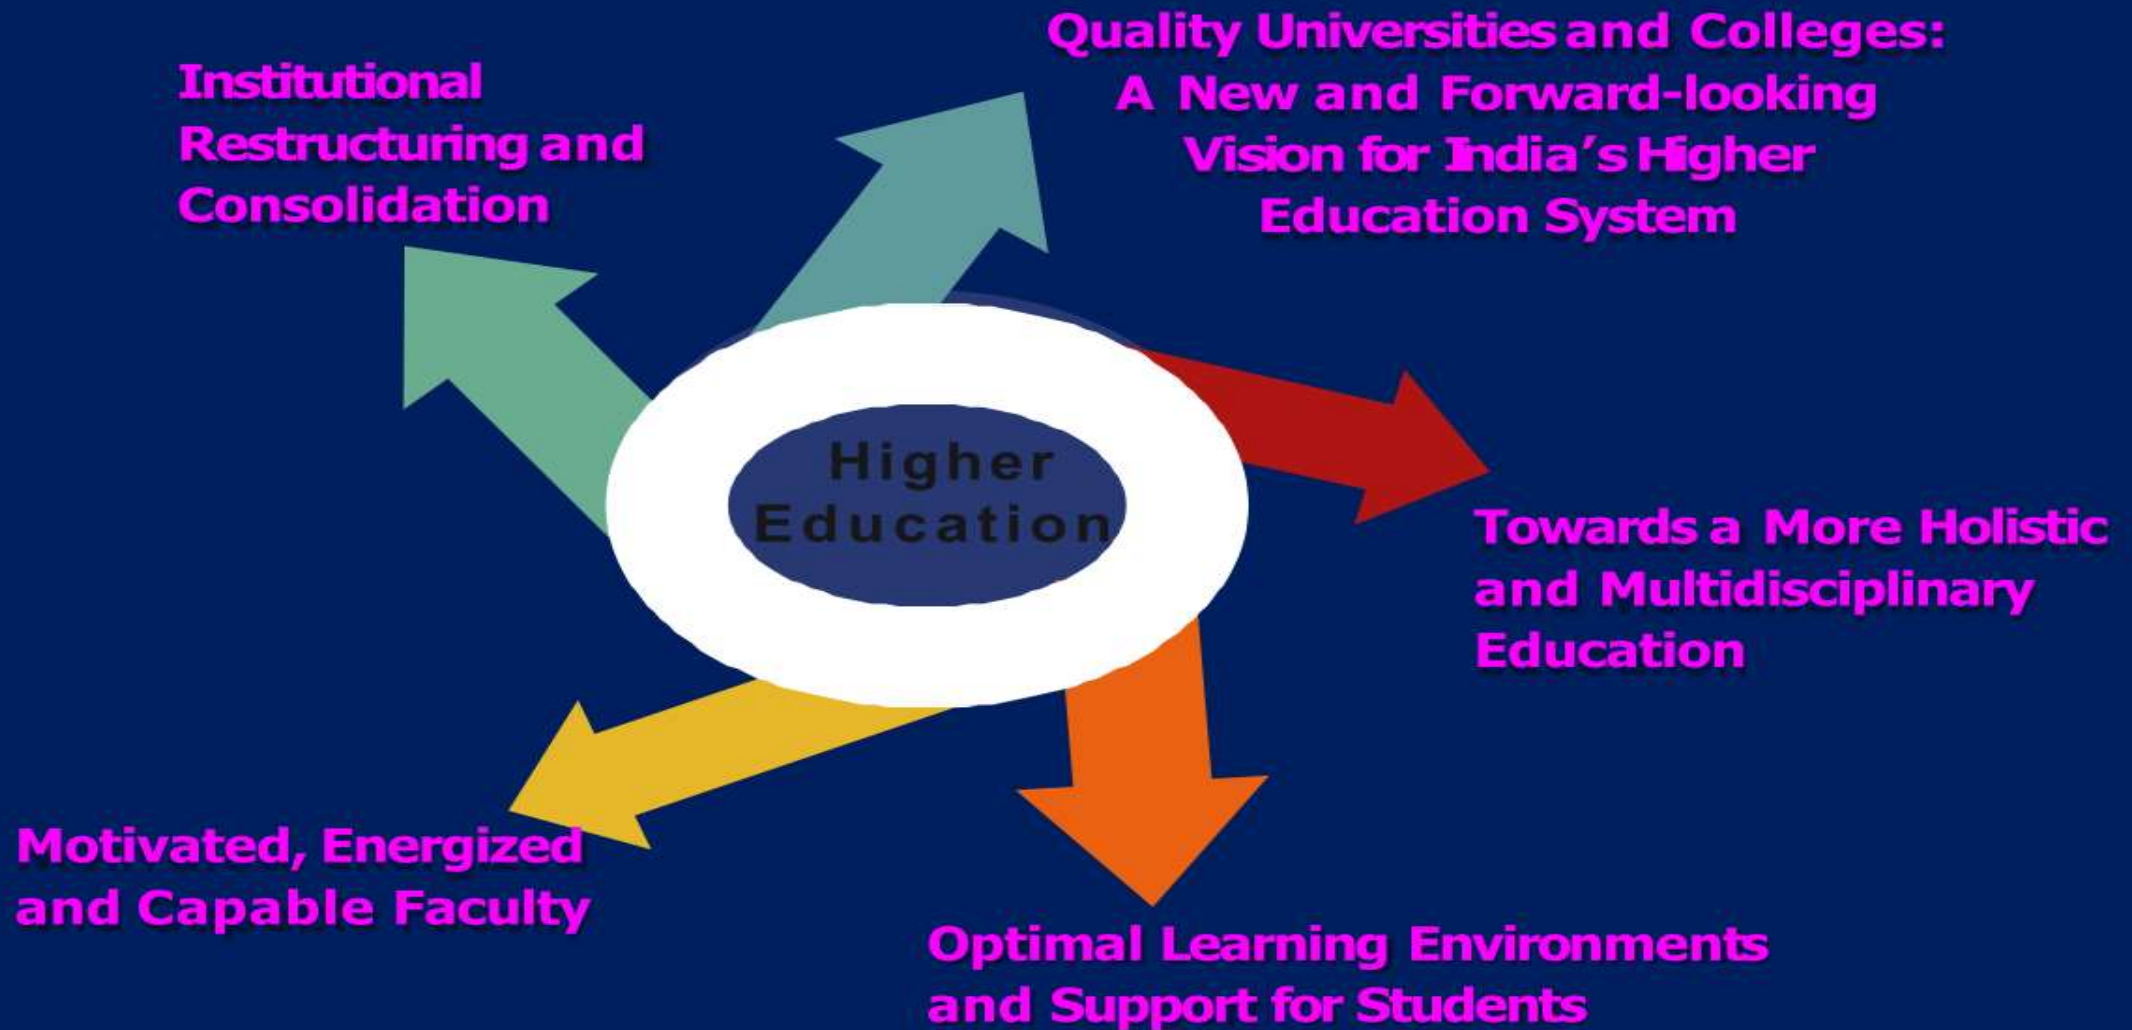 Quality Universities and Colleges:
A New and Forward-looking
Vision for India’s Higher
Education System
Institutional
Restructuring and
Consolidation
Higher
Education
Towards a More Holistic
and Multidisciplinary
Education
Motivated, Energized
and Capable Faculty
Optimal Learning Environments
and Support for Students